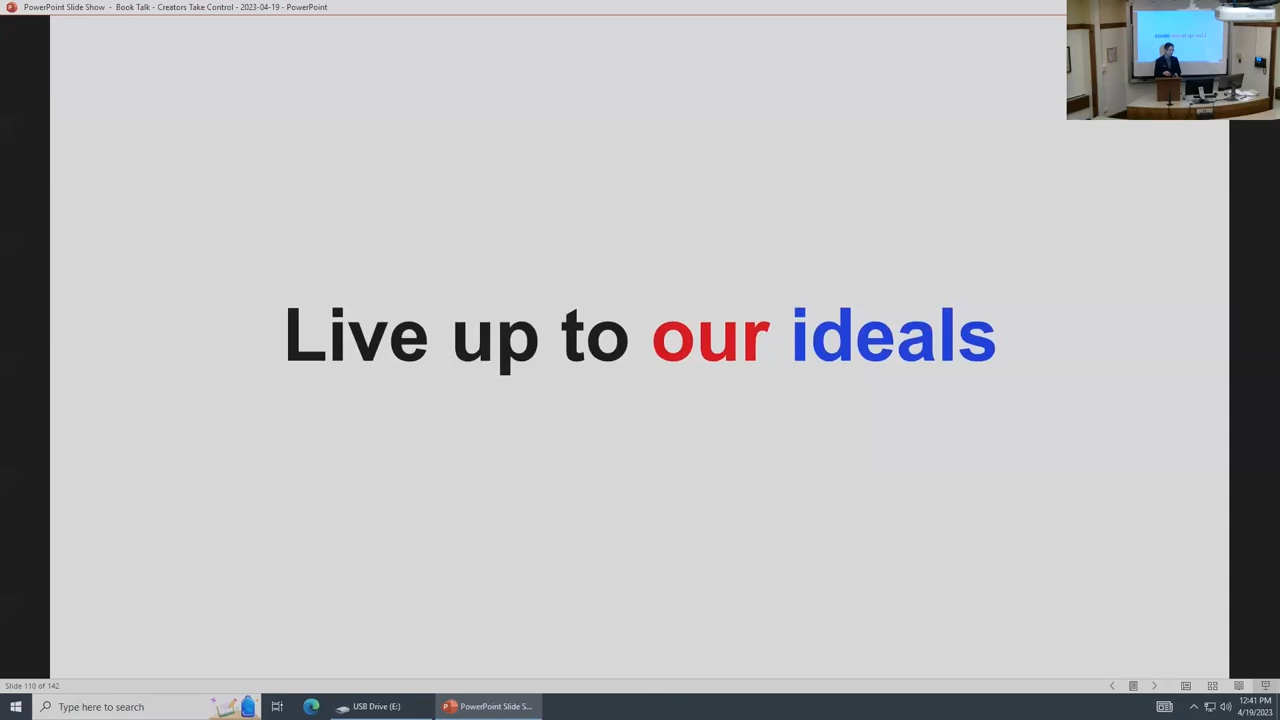 PowerPoint Slide Show - Book Talk - Creators Take Control - 2023-04-19 - PowerPoint
Live up to our ideals
Slide 110 of 142
Type here to search
USB Drive (E:)
PowerPoint Slide S...
12:41 PM
4/19/2023